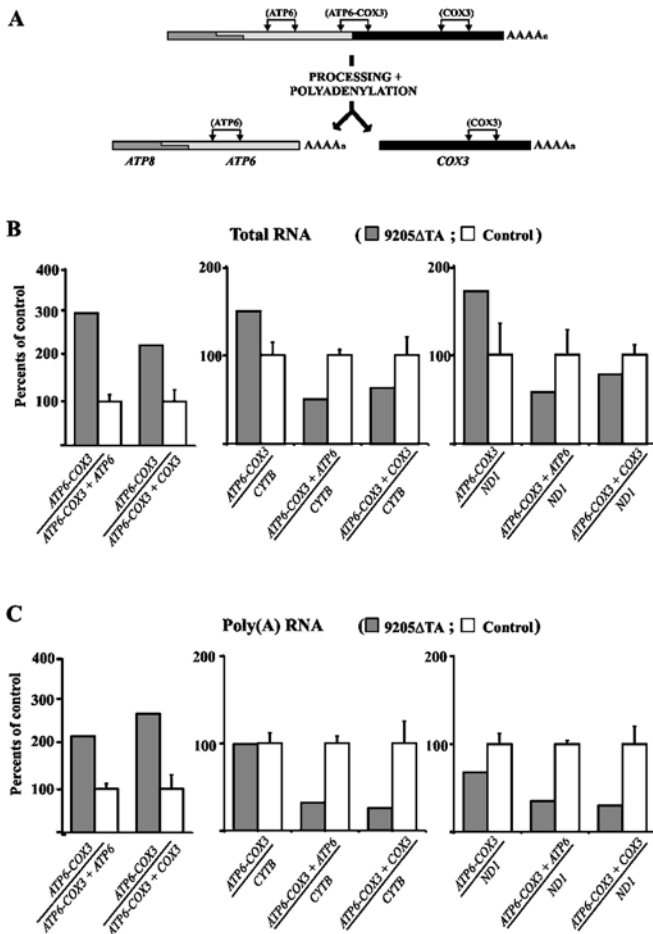 A
(ATP6) (ATP6-COX3) (COX3)
AAAAn
PROCESSING +
POLYADENYLATION
(ATP6) (COX3)
AAAAn AAAAn
ATP8 ATP6 COX3
B
Total RNA ( 9205ΔTA ; Control )
Percents of control
400
300
200
100
200
100
200
100
ATP6-COX3
ATP6-COX3 + ATP6
ATP6-COX3
ATP6-COX3 + COX3
ATP6-COX3
CYTB
ATP6-COX3 + ATP6
CYTB
ATP6-COX3 + COX3
CYTB
ATP6-COX3
ND1
ATP6-COX3 + ATP6
ND1
ATP6-COX3 + COX3
ND1
C
Poly(A) RNA ( 9205ΔTA ; Control )
Percents of control
400
300
200
100
200
100
200
100
ATP6-COX3
ATP6-COX3 + ATP6
ATP6-COX3
ATP6-COX3 + COX3
ATP6-COX3
CYTB
ATP6-COX3 + ATP6
CYTB
ATP6-COX3 + COX3
CYTB
ATP6-COX3
ND1
ATP6-COX3 + ATP6
ND1
ATP6-COX3 + COX3
ND1